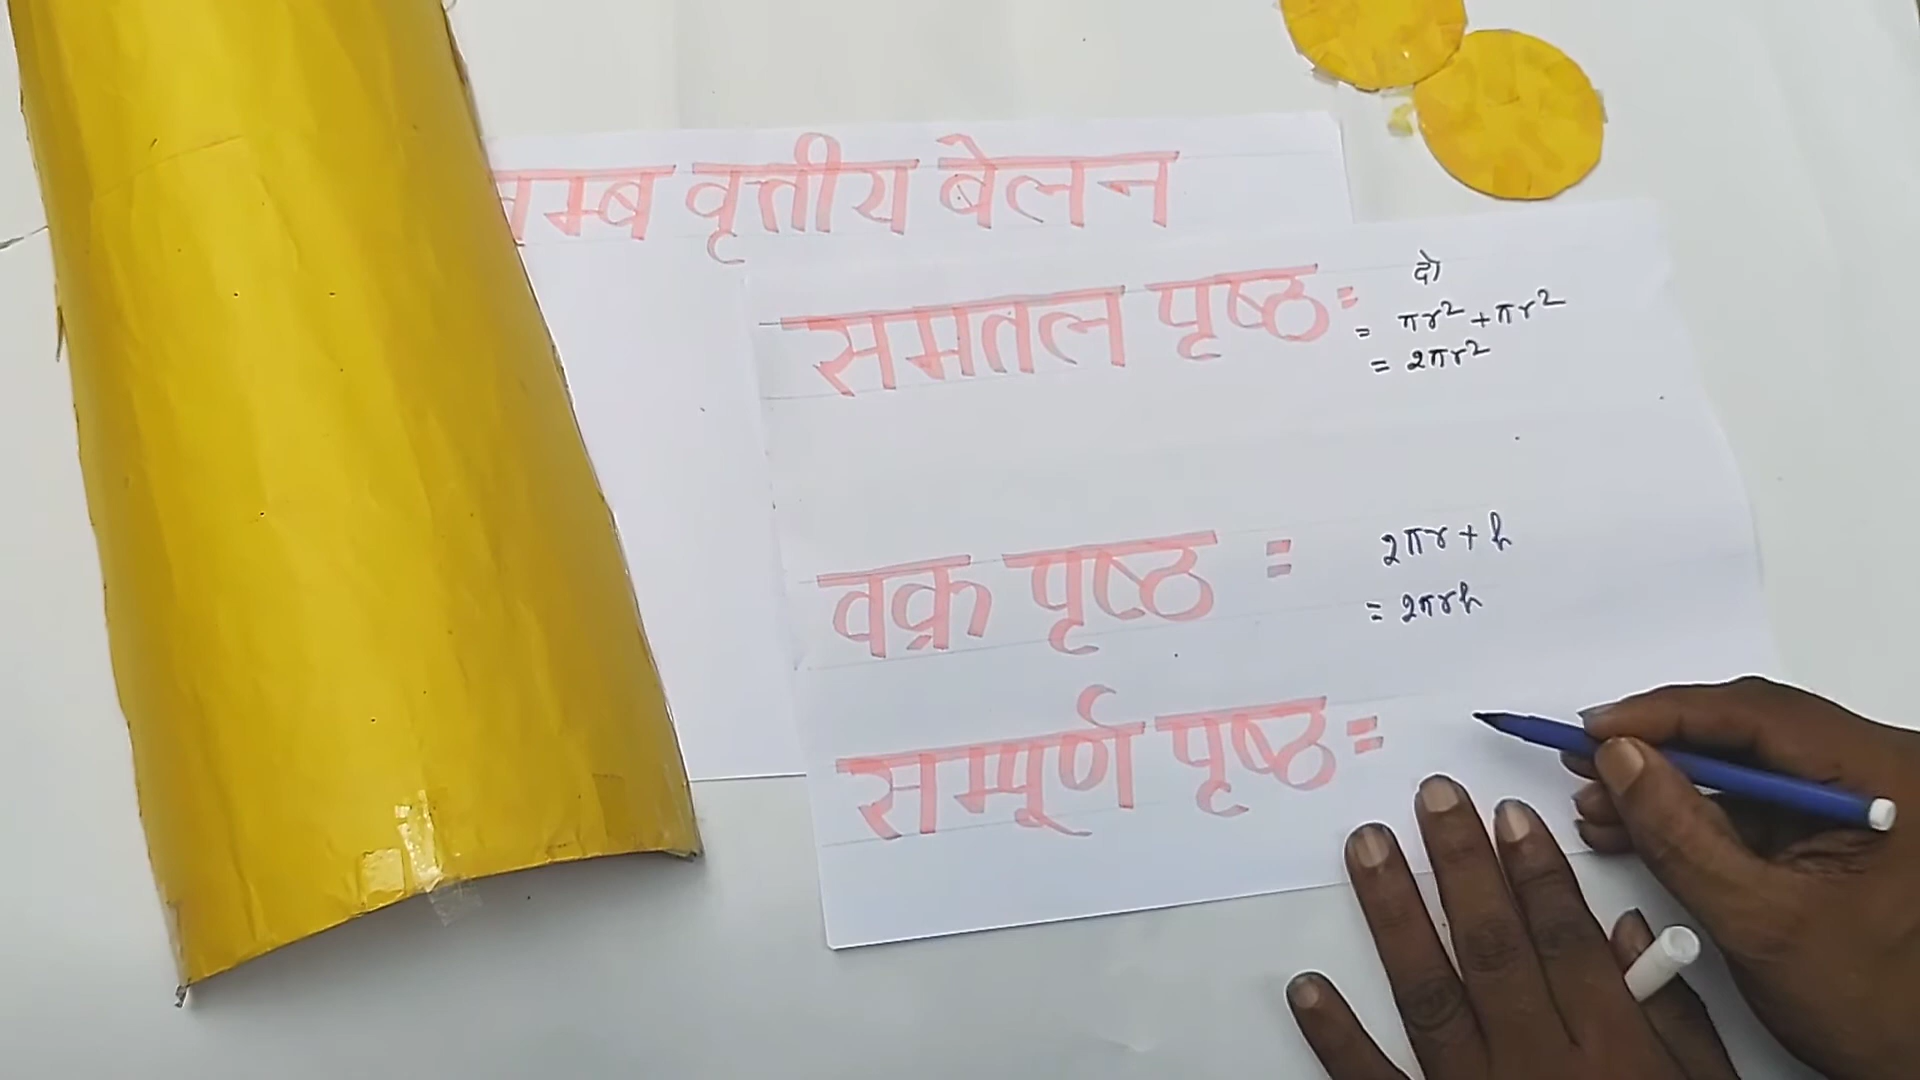 म्ब वृत्तीय बेलन
समतल पृष्ठ = दो
= πr² + πr²
= 2πr²
वक्र पृष्ठ = 2πr + h
= 2πrh
सम्पूर्ण पृष्ठ =